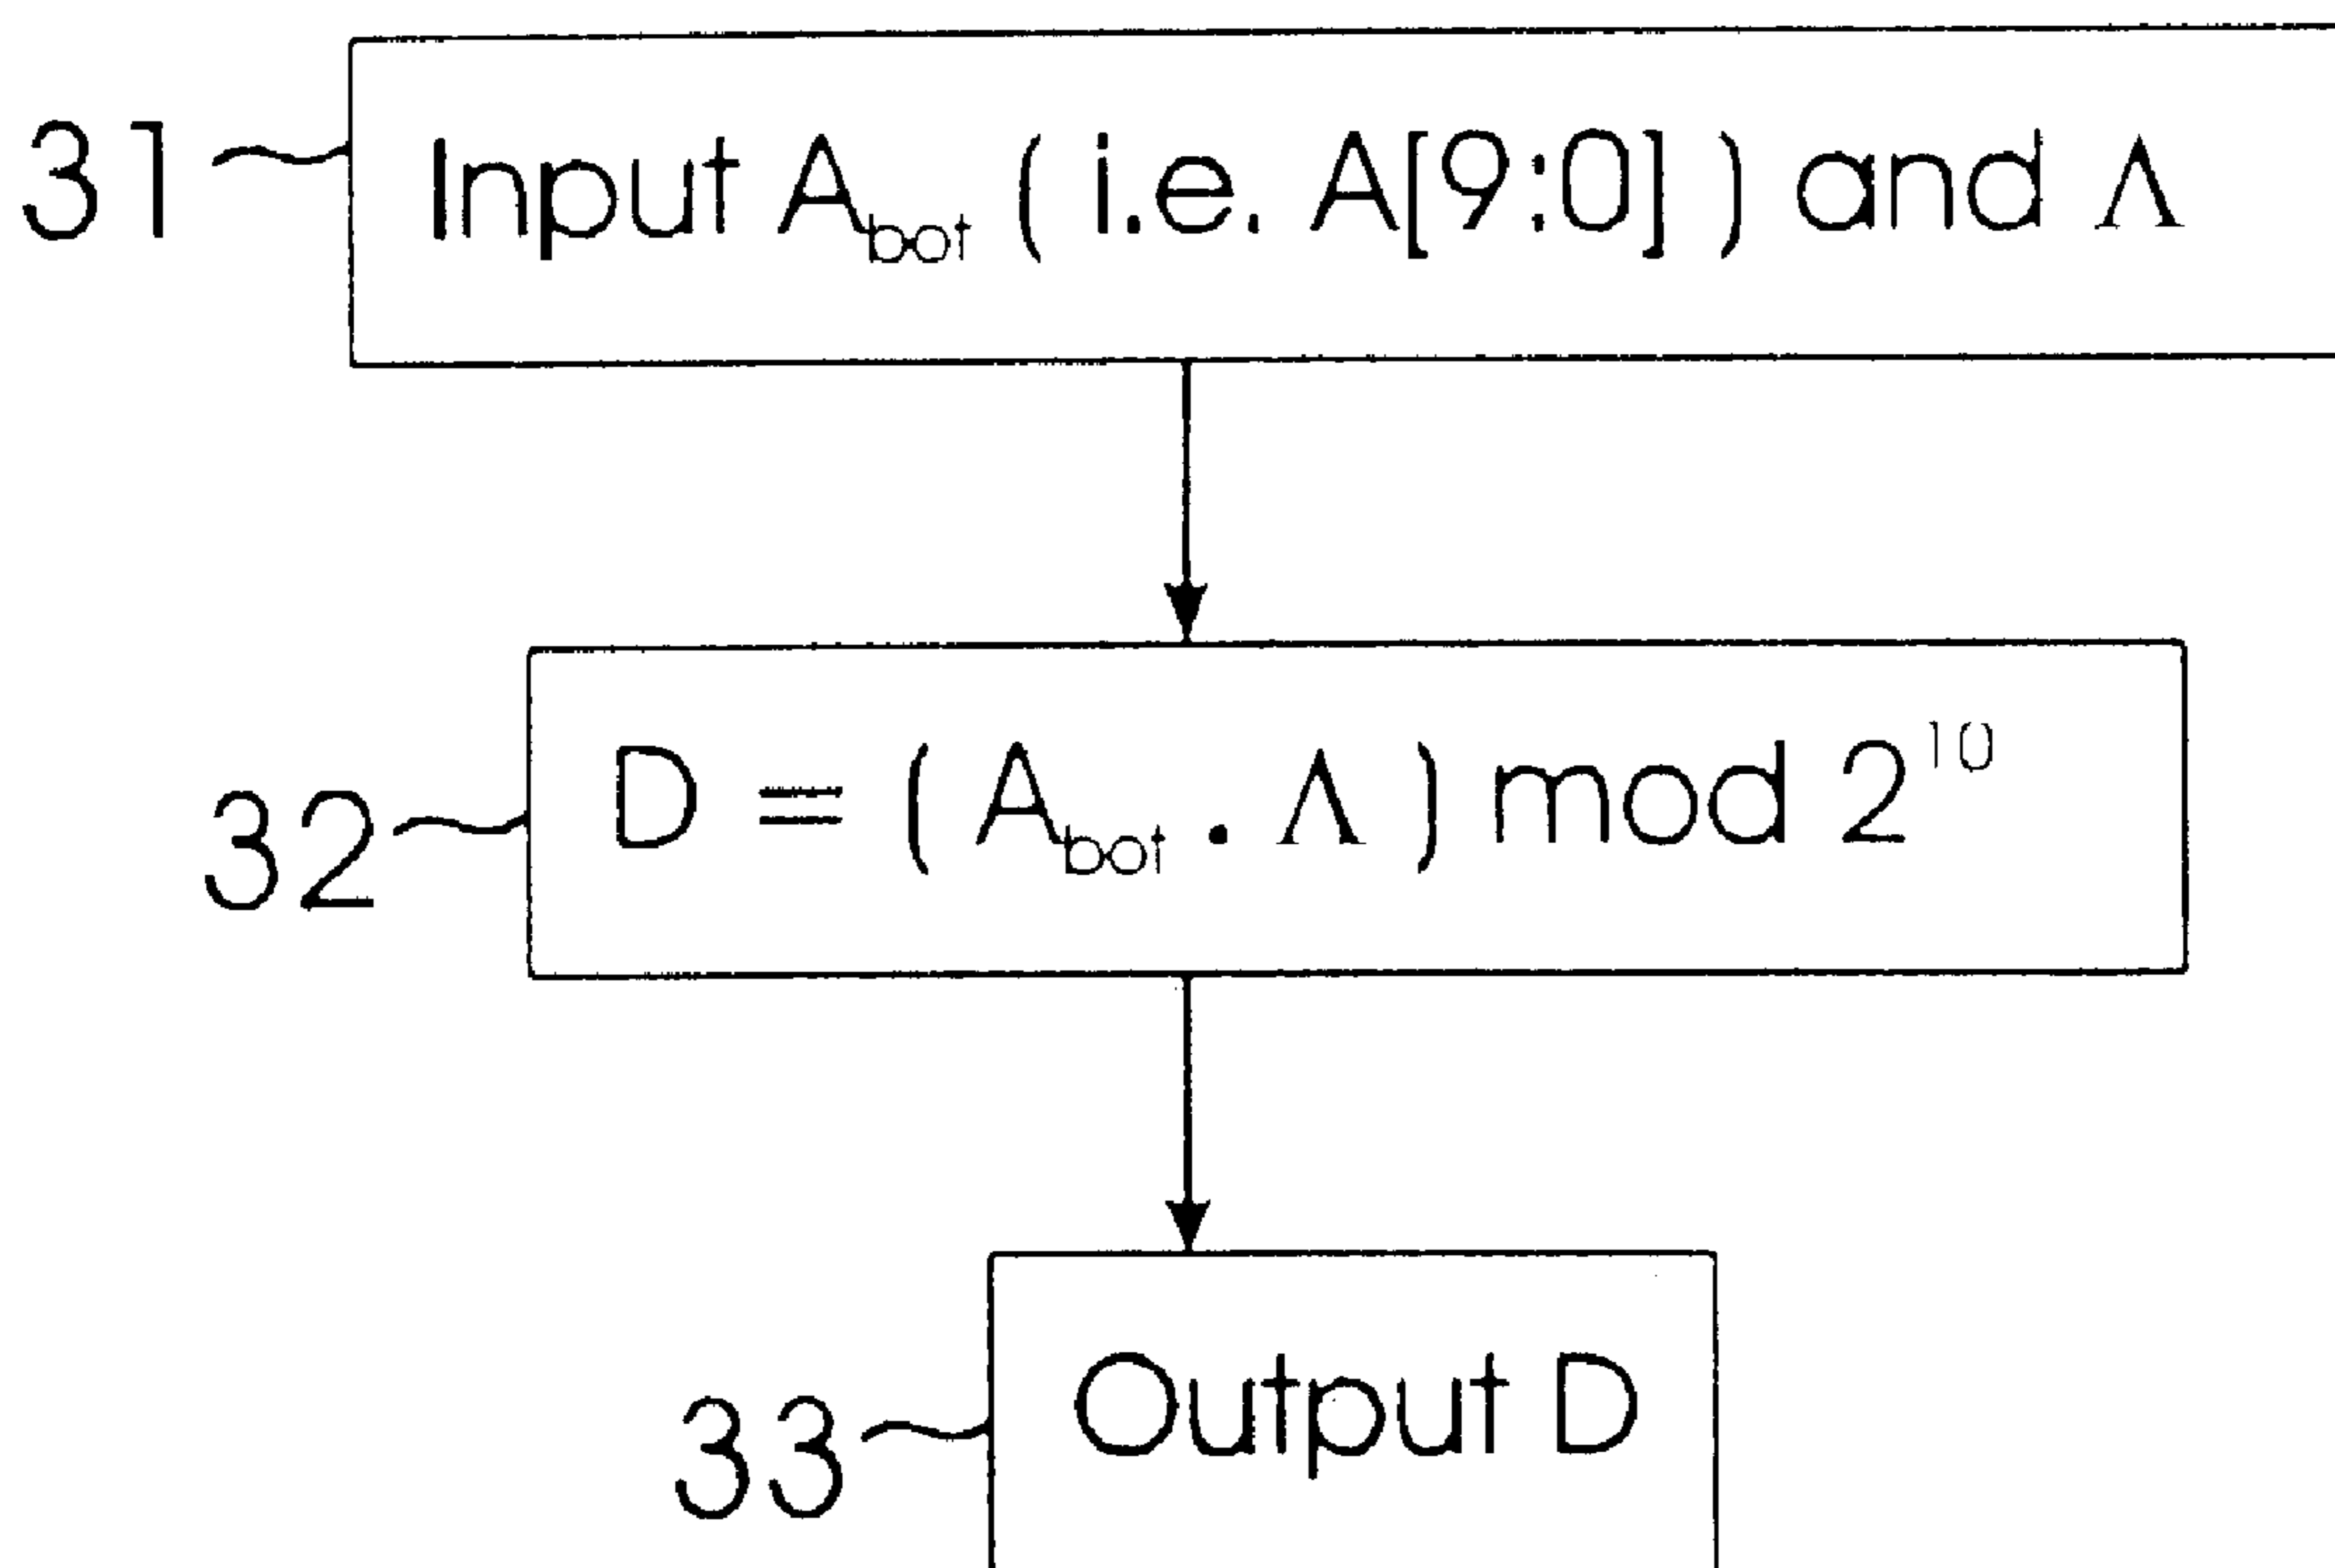 31 Input A_bot ( i.e. A[9:0] ) and Λ
32 D = ( A_bot . Λ ) mod 2^10
33 Output D